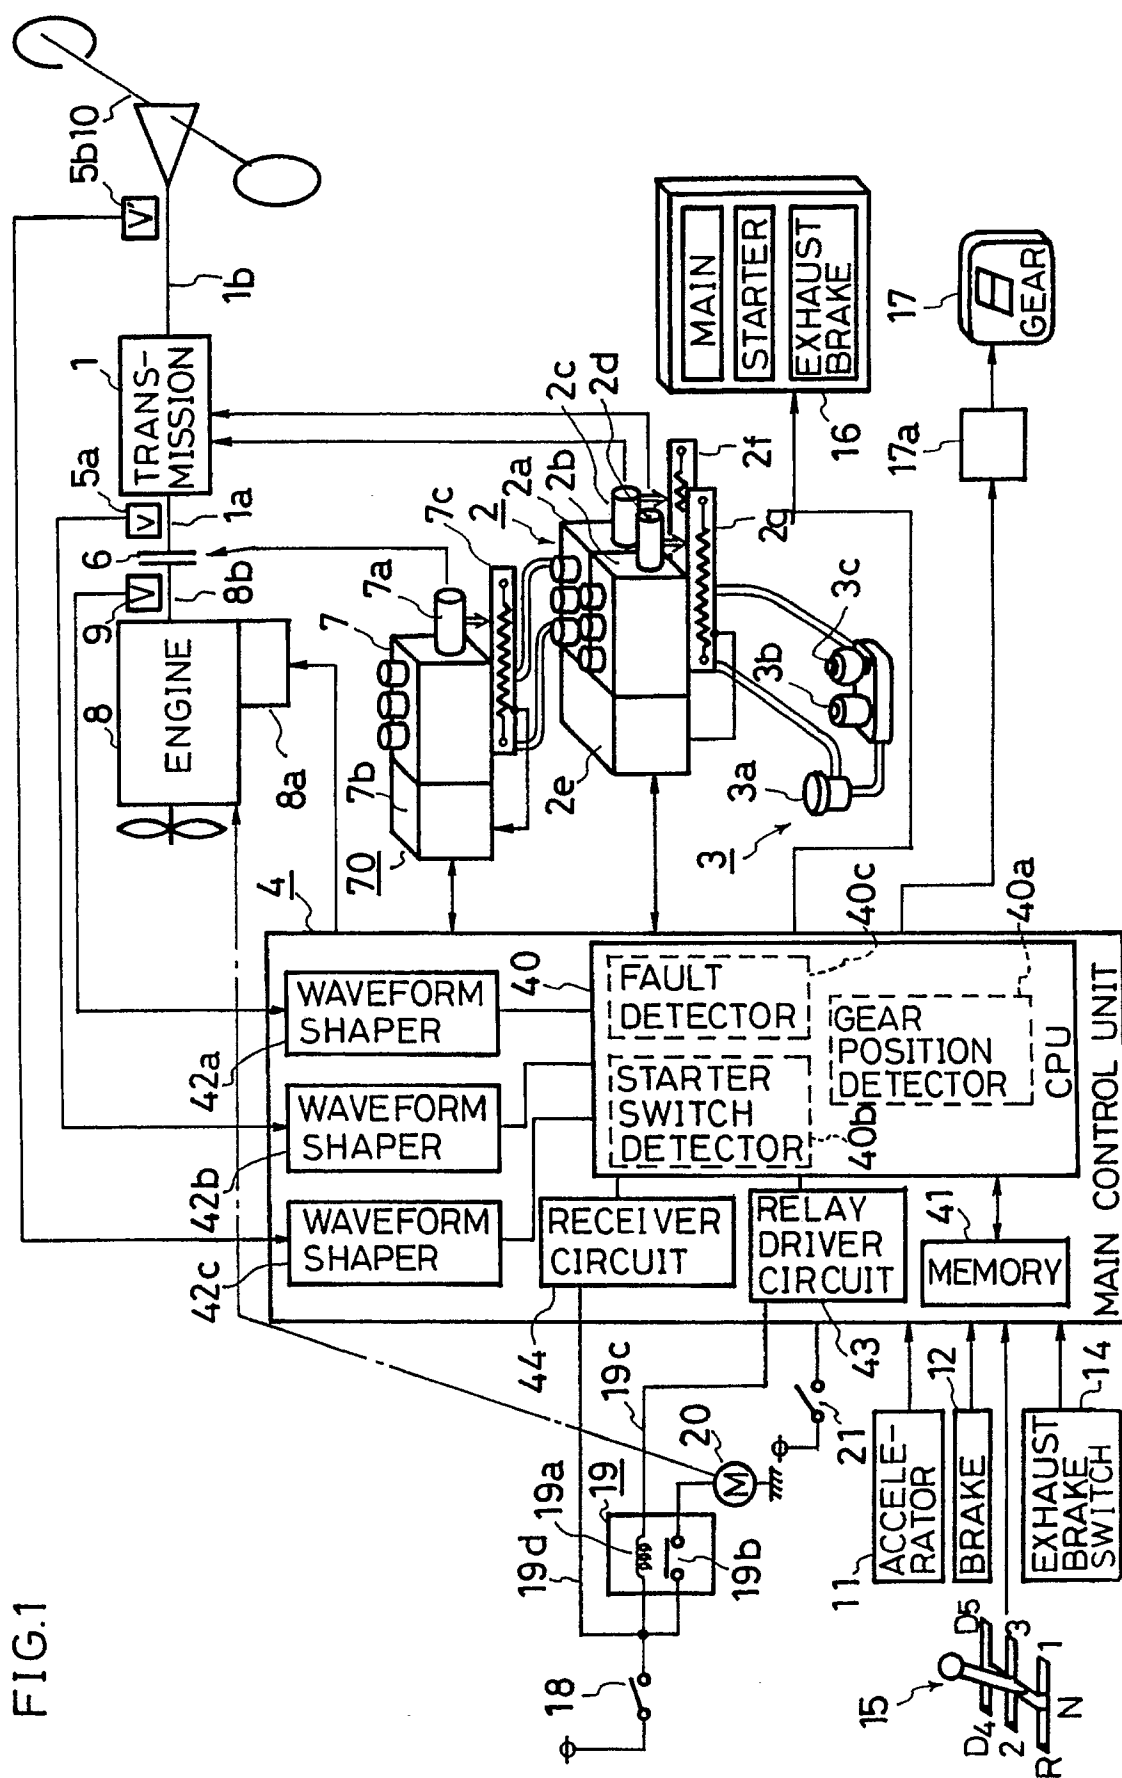 FIG.1
5b
10
V'
1b
1
TRANS-
MISSION
5a
V
1a
6
9
V
8b
8
ENGINE
8a
7
7a
7b
7c
70
2
2a
2b
2c
2d
2e
2f
2g
3
3a
3b
3c
MAIN
STARTER
EXHAUST
BRAKE
16
17
GEAR
17a
4
WAVEFORM
SHAPER
42a
WAVEFORM
SHAPER
42b
WAVEFORM
SHAPER
42c
40
FAULT
DETECTOR
40c
STARTER
SWITCH
DETECTOR
40b
GEAR
POSITION
DETECTOR
40a
CPU
RECEIVER
CIRCUIT
44
RELAY
DRIVER
CIRCUIT
43
41
MEMORY
MAIN CONTROL UNIT
18
19
19a
19b
19c
19d
20
M
21
11
ACCELE-
RATOR
12
BRAKE
14
EXHAUST
BRAKE
SWITCH
15
D4
D5
2
3
R
N
1